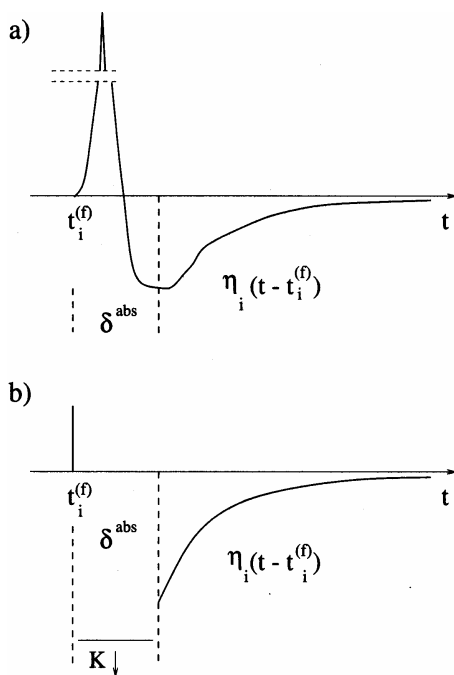 a)
t_i^(f)
t
η_i (t - t_i^(f))
δ^abs
b)
t_i^(f)
t
δ^abs
η_i (t - t_i^(f))
K ↓